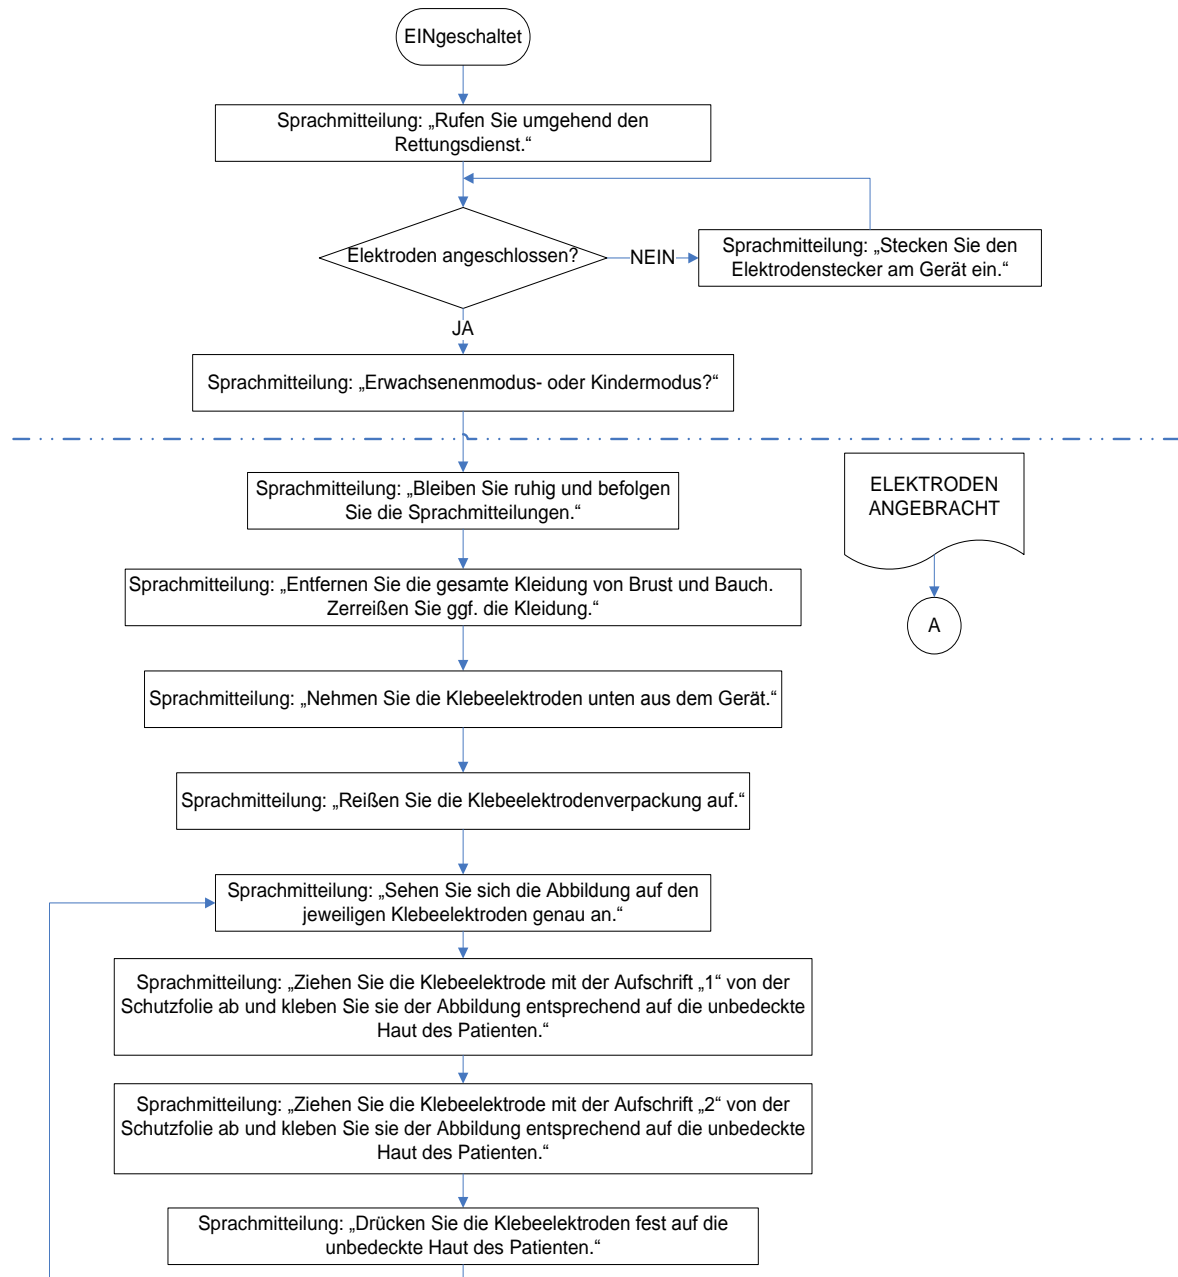 EINgeschaltet
Sprachmitteilung: „Rufen Sie umgehend den
Rettungsdienst.“
Elektroden angeschlossen?
NEIN
Sprachmitteilung: „Stecken Sie den
Elektrodenstecker am Gerät ein.“
JA
Sprachmitteilung: „Erwachsenenmodus- oder Kindermodus?“
Sprachmitteilung: „Bleiben Sie ruhig und befolgen
Sie die Sprachmitteilungen.“
ELEKTRODEN
ANGEBRACHT
Sprachmitteilung: „Entfernen Sie die gesamte Kleidung von Brust und Bauch.
Zerreißen Sie ggf. die Kleidung.“
A
Sprachmitteilung: „Nehmen Sie die Klebeelektroden unten aus dem Gerät.“
Sprachmitteilung: „Reißen Sie die Klebeelektrodenverpackung auf.“
Sprachmitteilung: „Sehen Sie sich die Abbildung auf den
jeweiligen Klebeelektroden genau an.“
Sprachmitteilung: „Ziehen Sie die Klebeelektrode mit der Aufschrift „1“ von der
Schutzfolie ab und kleben Sie sie der Abbildung entsprechend auf die unbedeckte
Haut des Patienten.“
Sprachmitteilung: „Ziehen Sie die Klebeelektrode mit der Aufschrift „2“ von der
Schutzfolie ab und kleben Sie sie der Abbildung entsprechend auf die unbedeckte
Haut des Patienten.“
Sprachmitteilung: „Drücken Sie die Klebeelektroden fest auf die
unbedeckte Haut des Patienten.“